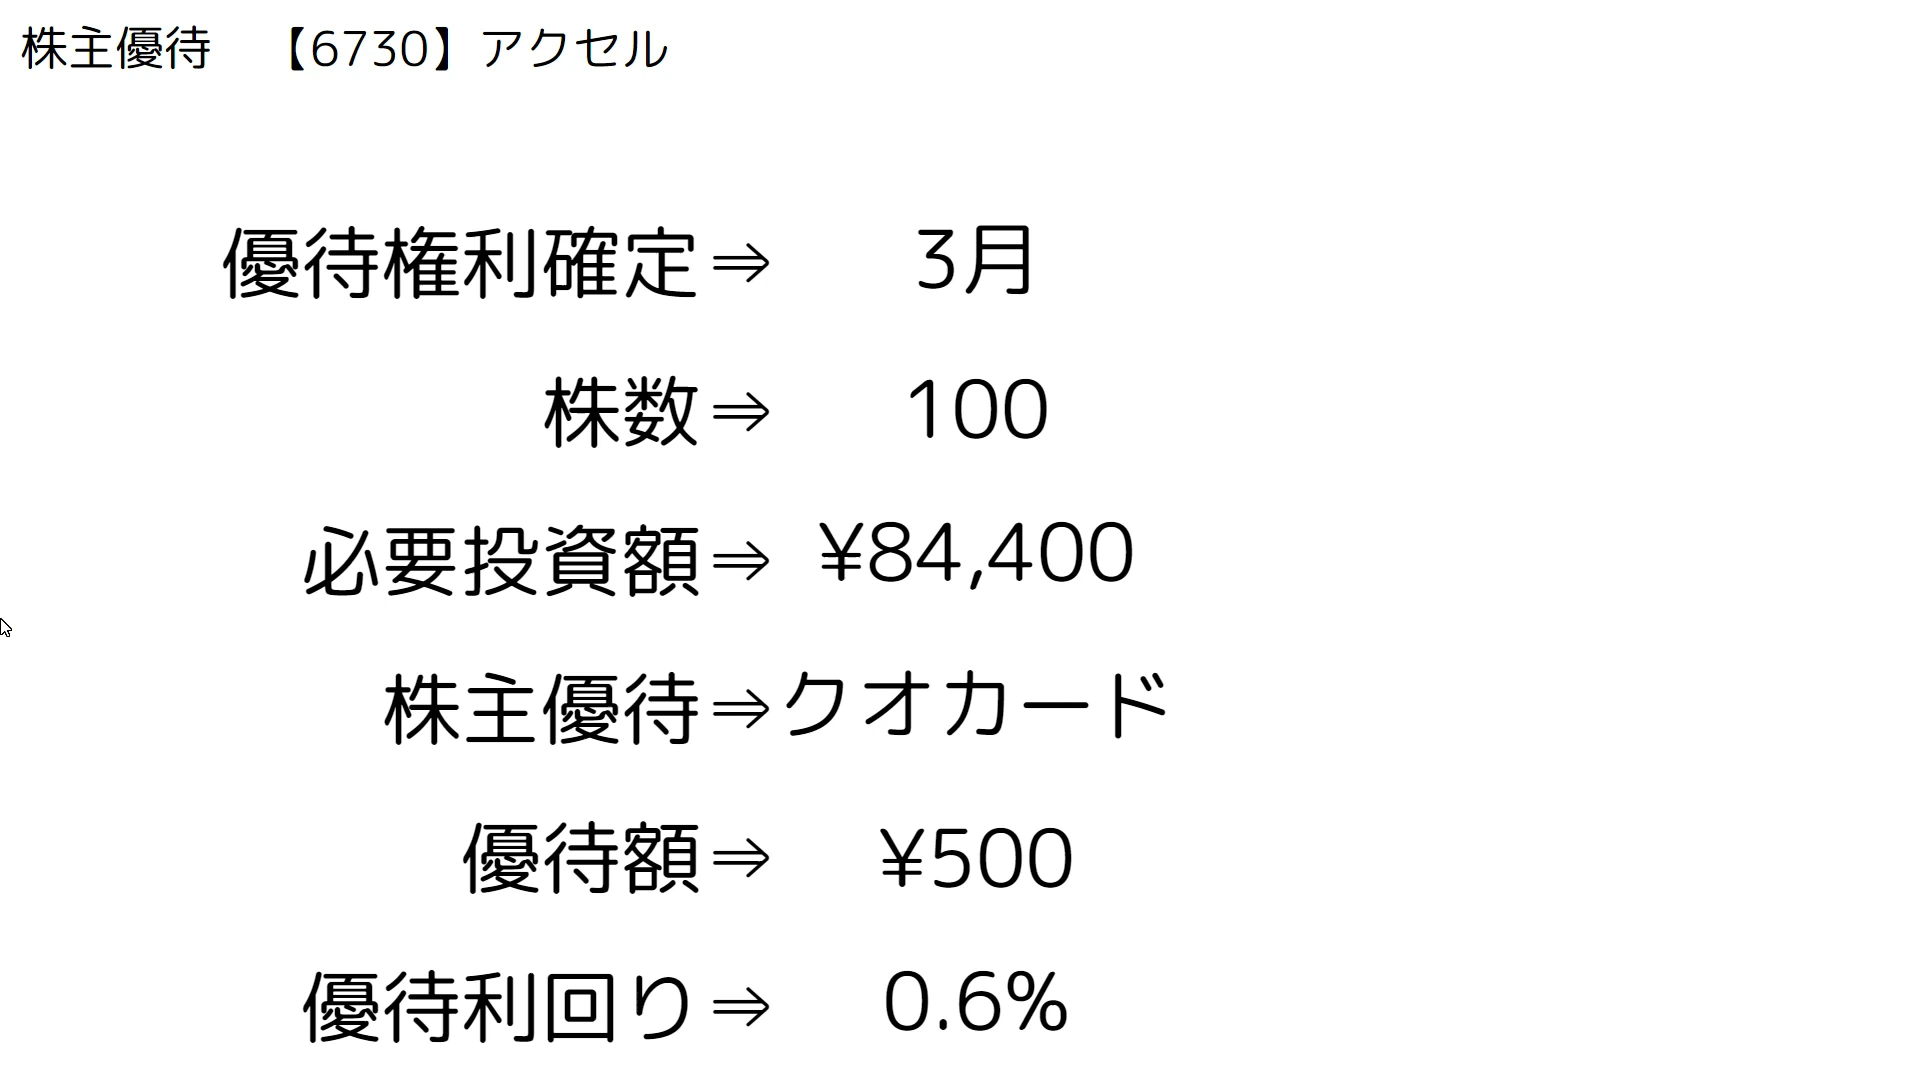 株主優待　【6730】アクセル
優待権利確定⇒　3月
株数⇒　100
必要投資額⇒　¥84,400
株主優待⇒クオカード
優待額⇒　¥500
優待利回り⇒　0.6%